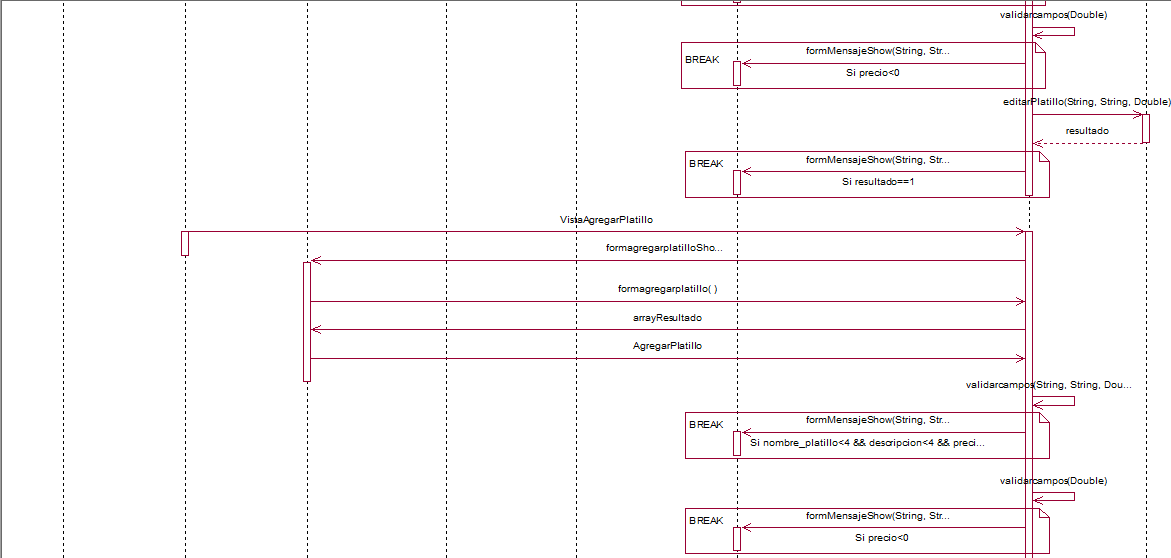 validarcampos(Double)
formMensajeShow(String, Str...
BREAK
Si precio<0
editarPlatillo(String, String, Double)
resultado
formMensajeShow(String, Str...
BREAK
Si resultado==1
VistaAgregarPlatillo
formagregarplatilloSho...
formagregarplatillo( )
arrayResultado
AgregarPlatillo
validarcampos(String, String, Dou...
formMensajeShow(String, Str...
BREAK
Si nombre_platillo<4 && descripcion<4 && preci...
validarcampos(Double)
formMensajeShow(String, Str...
BREAK
Si precio<0